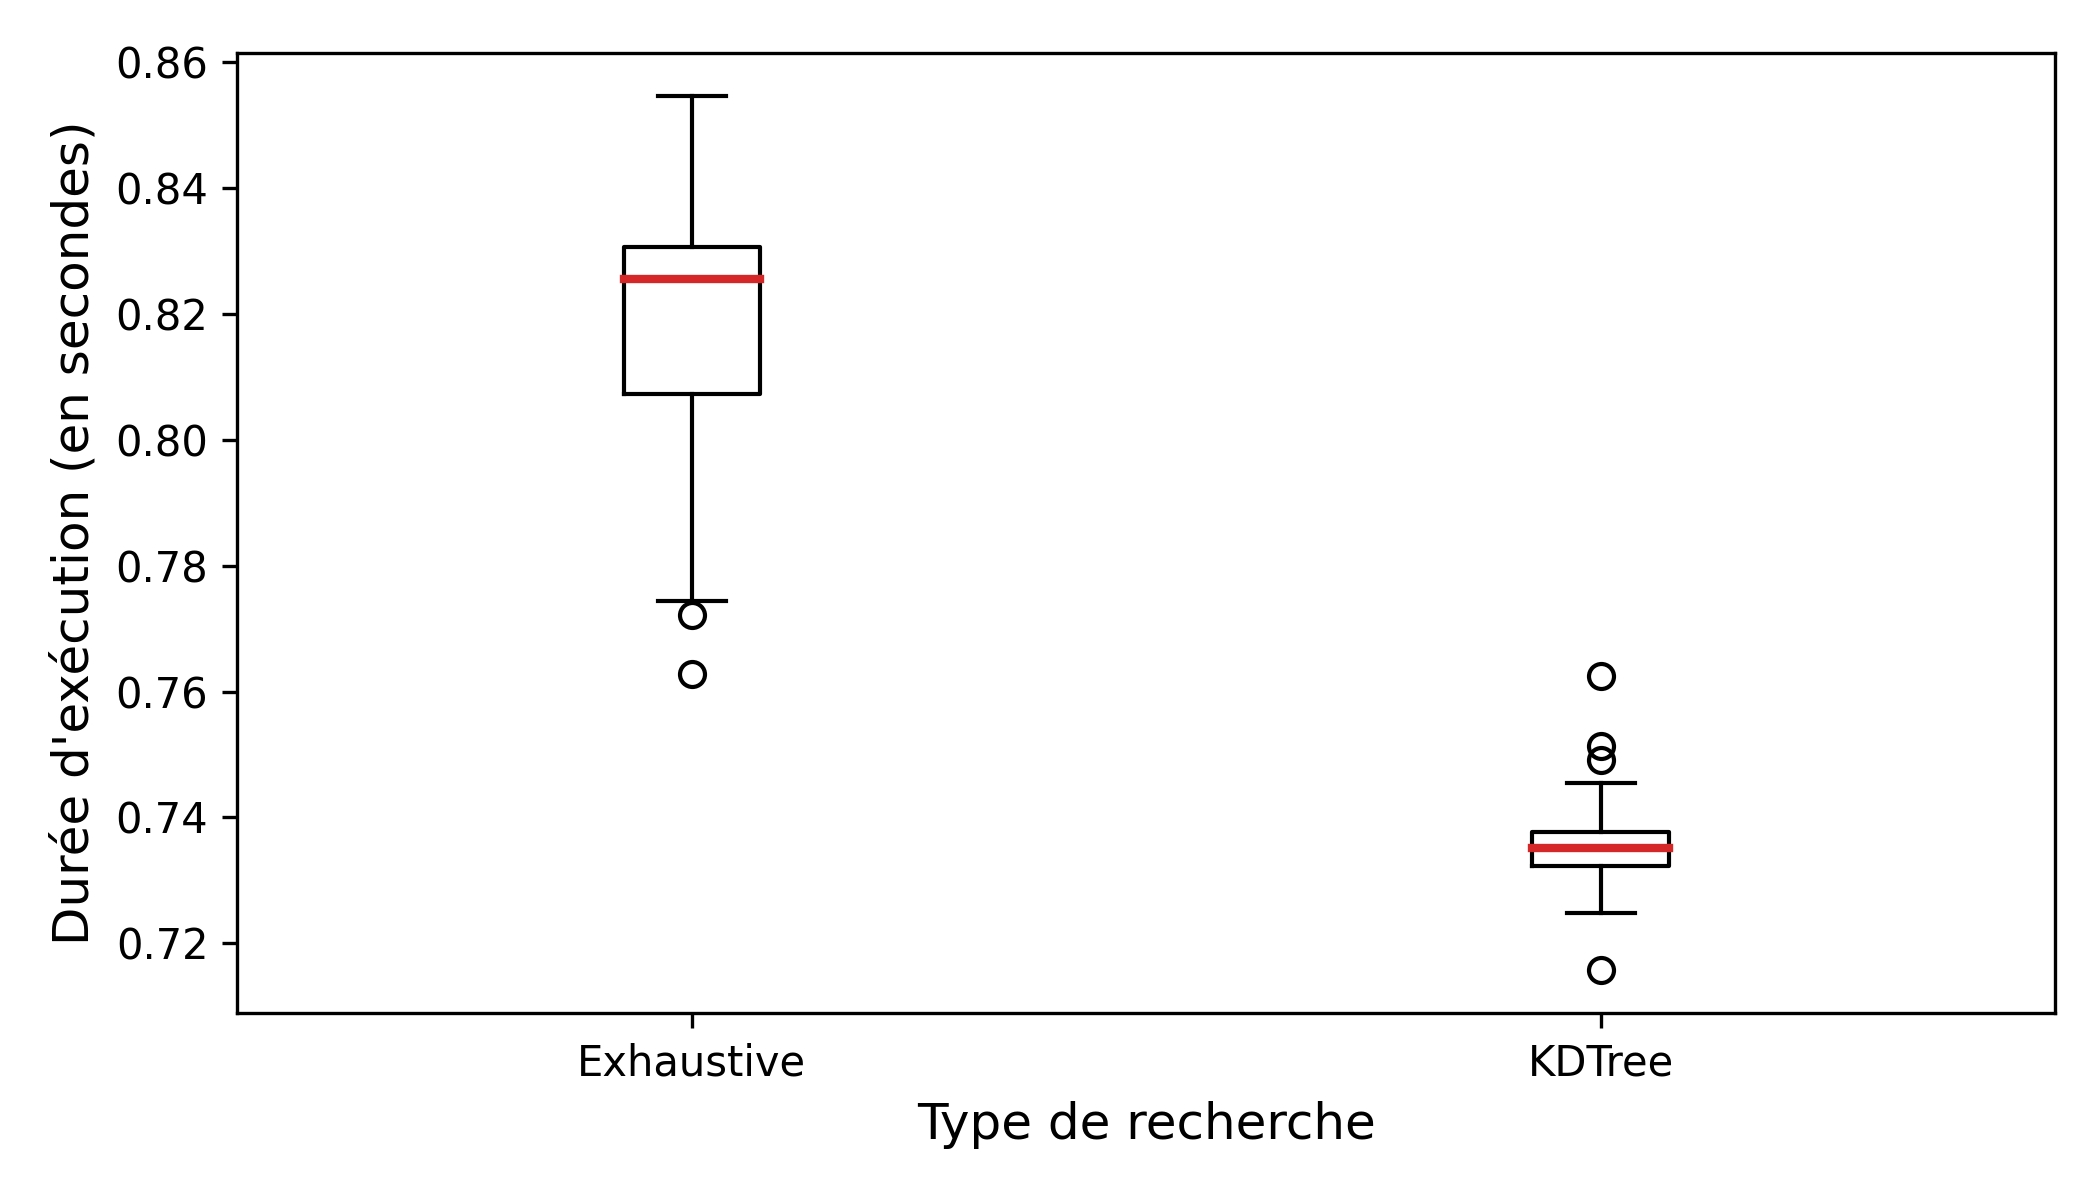 Durée d'exécution (en secondes)
0.86
0.84
0.82
0.80
0.78
0.76
0.74
0.72
Exhaustive
KDTree
Type de recherche